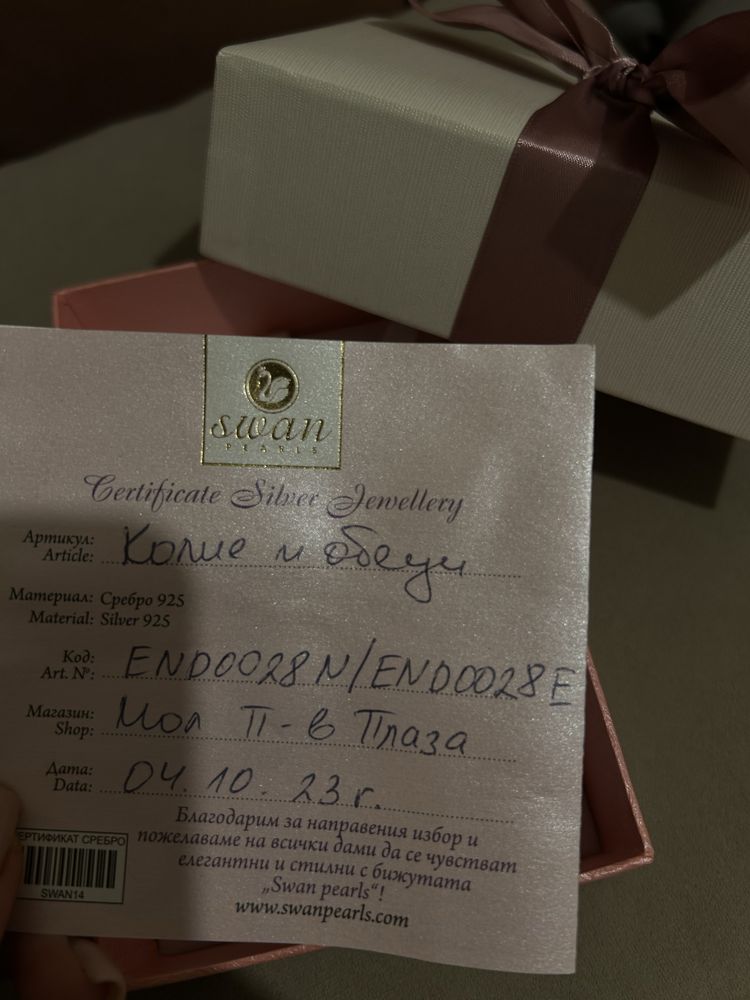 swan
PEARLS
Certificate Silver Jewellery
Артикул: Колие и обеци
Article:
Материал: Сребро 925
Material: Silver 925
Код: END0028N/END0028E
Art. №:
Магазин: Мол П-в Плаза
Shop:
Дата: 04.10.23г.
Data:
Благодарим за направения избор и
пожелаваме на всички дами да се чувстват
елегантни и стилни с бижутата
„Swan pearls“!
www.swanpearls.com
ЕРТИФИКАТ СРЕБРО
SWAN14